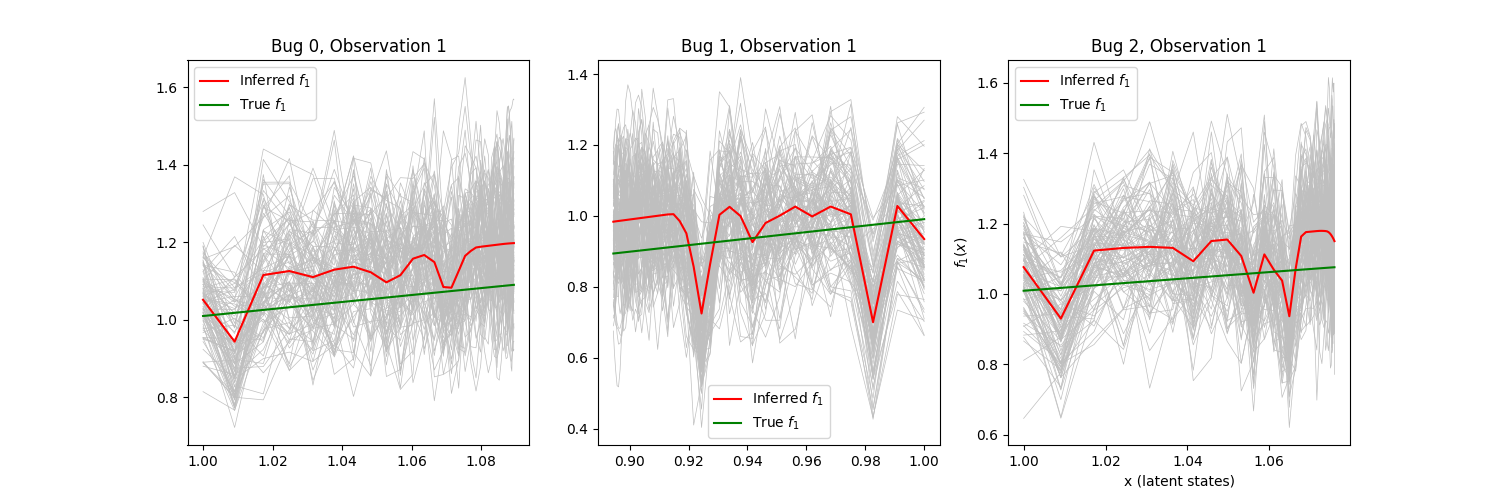 Bug 0, Observation 1
Inferred f₁
True f₁
1.6
1.4
1.2
1.0
0.8
1.00 1.02 1.04 1.06 1.08
Bug 1, Observation 1
Inferred f₁
True f₁
1.4
1.2
1.0
0.8
0.6
0.4
0.90 0.92 0.94 0.96 0.98 1.00
Bug 2, Observation 1
Inferred f₁
True f₁
f₁(x)
1.6
1.4
1.2
1.0
0.8
0.6
1.00 1.02 1.04 1.06
x (latent states)